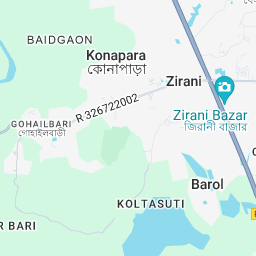 বে
BAIDGAON
Konapara
কোনাপাড়া
Zirani
R 326722002
Zirani Bazar
জিরানী বাজার
GOHAILBARI
গোহাইলবাড়ী
Barol
KOLTASUTI
R BARI